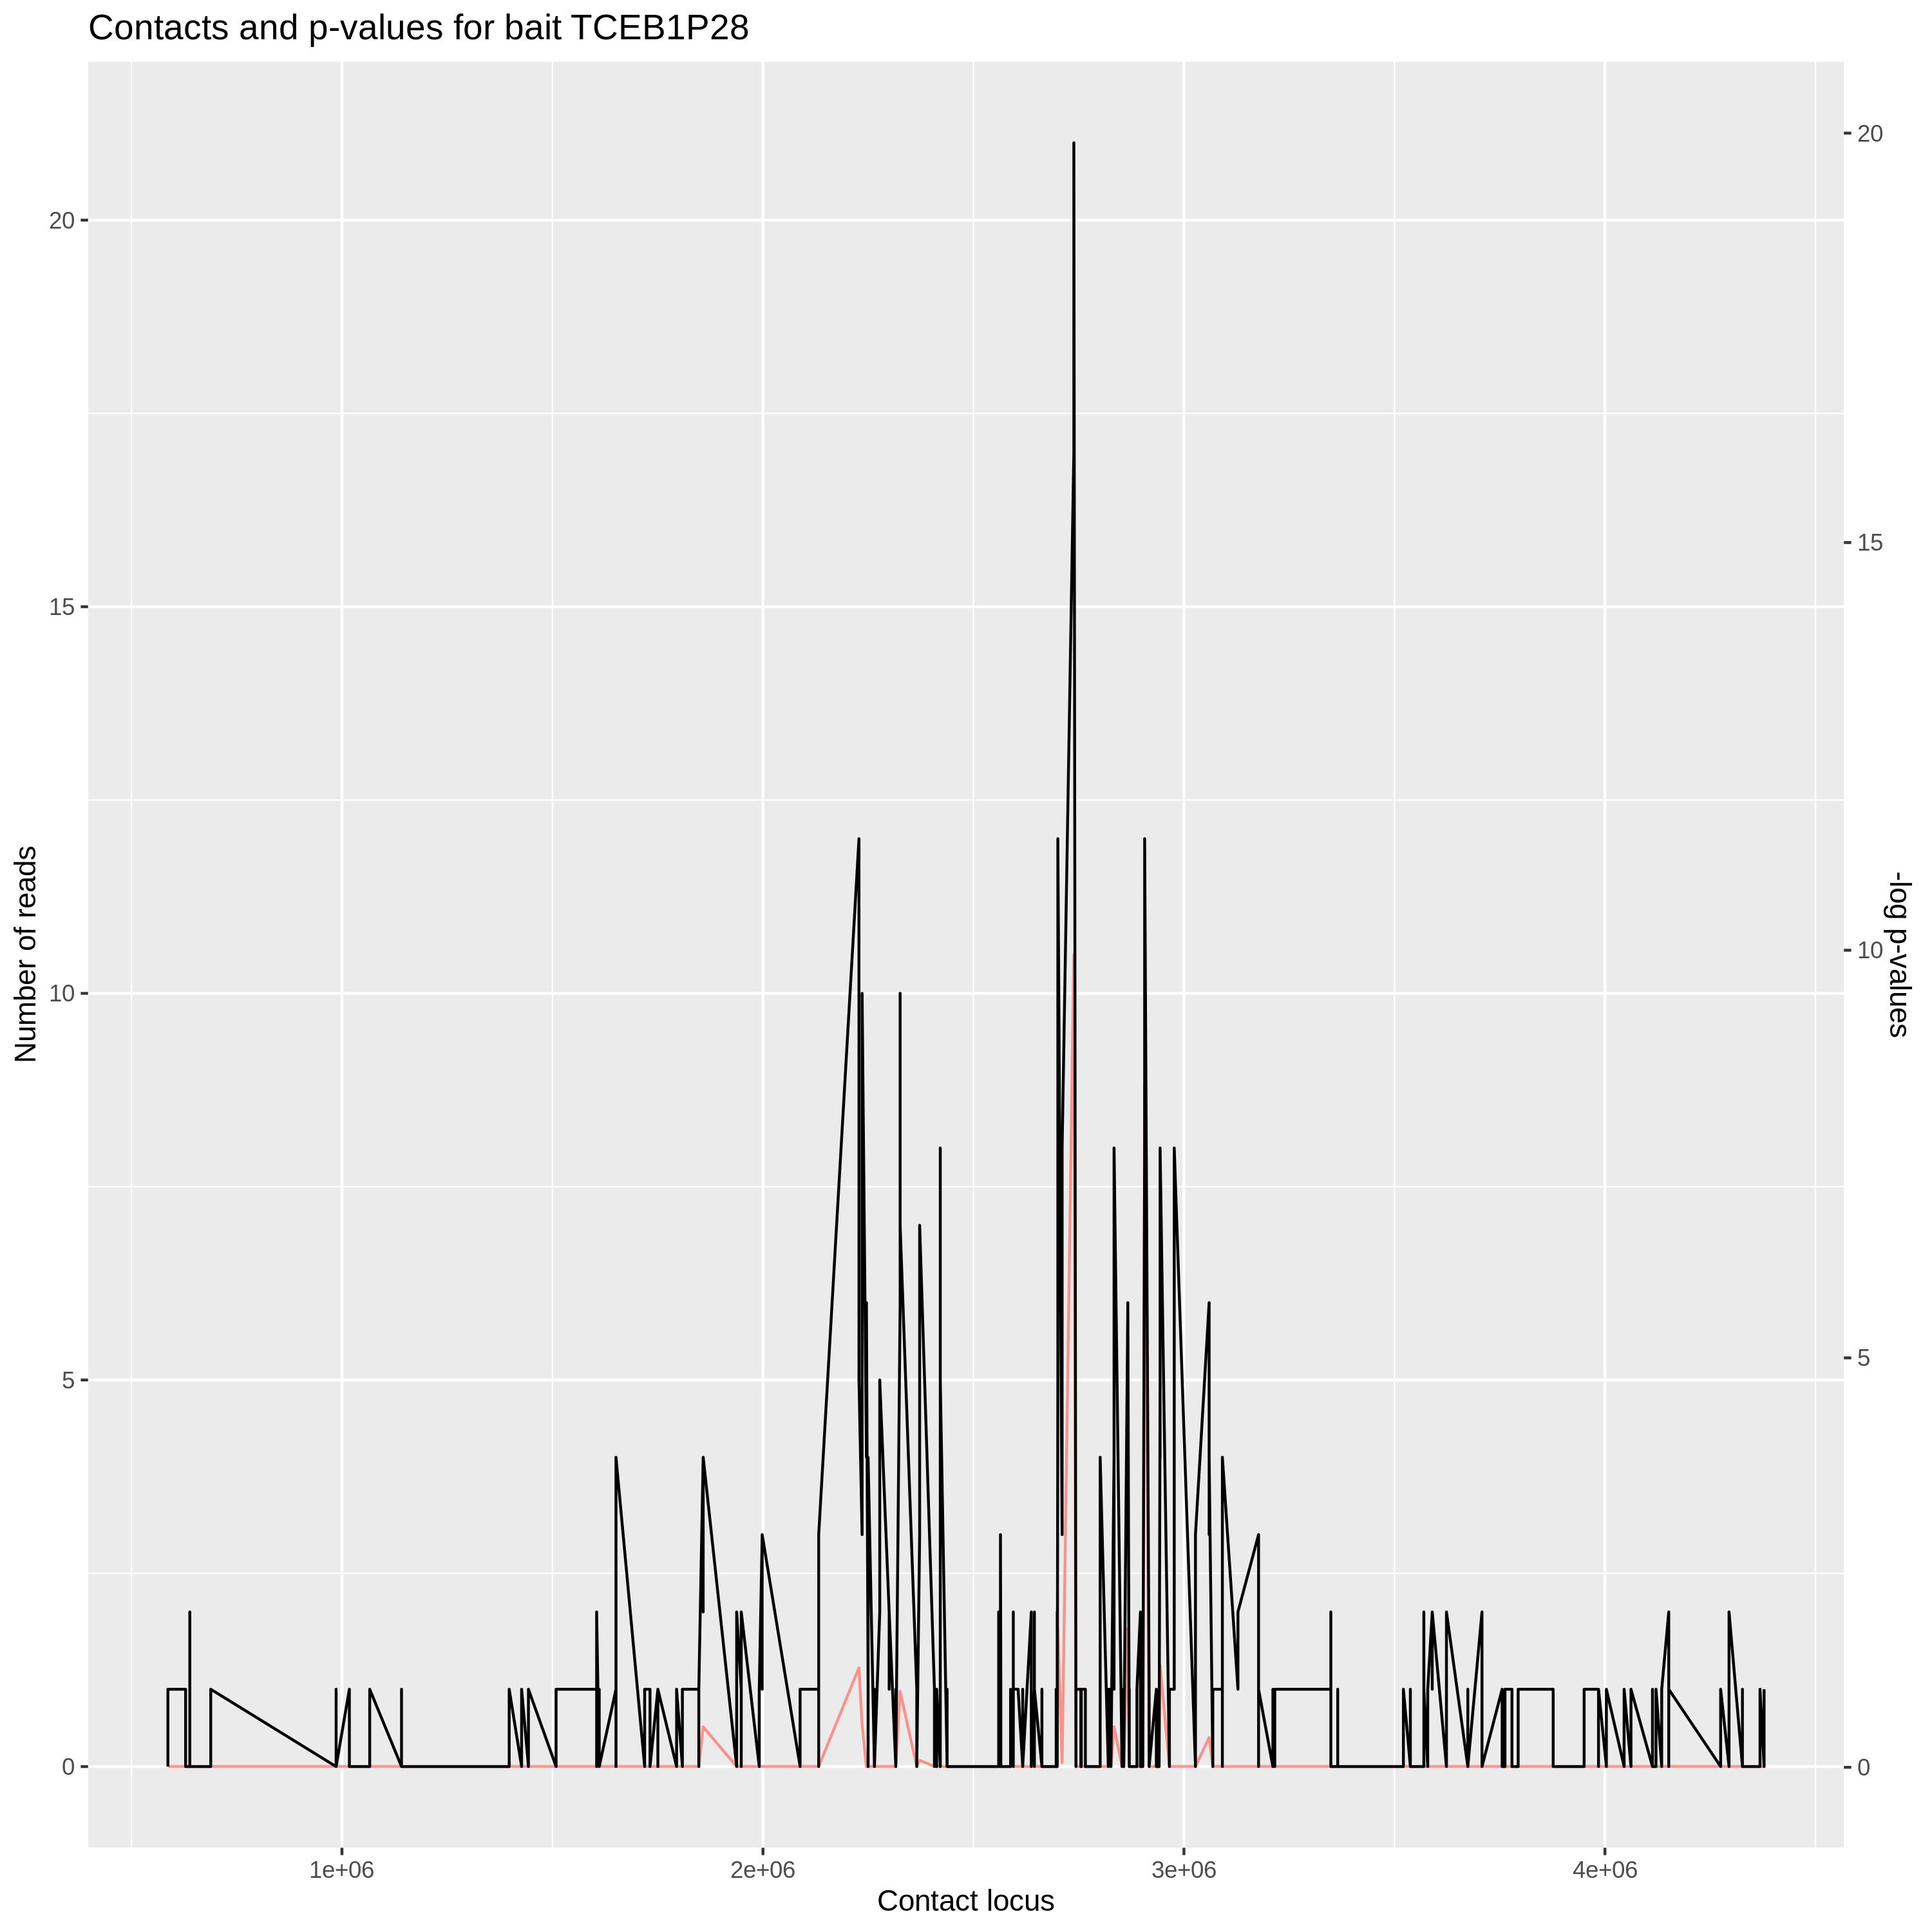 Contacts and p-values for bait TCEB1P28
20
15
10
5
0
Number of reads
20
15
10
5
0
-log p-values
1e+06
2e+06
3e+06
4e+06
Contact locus